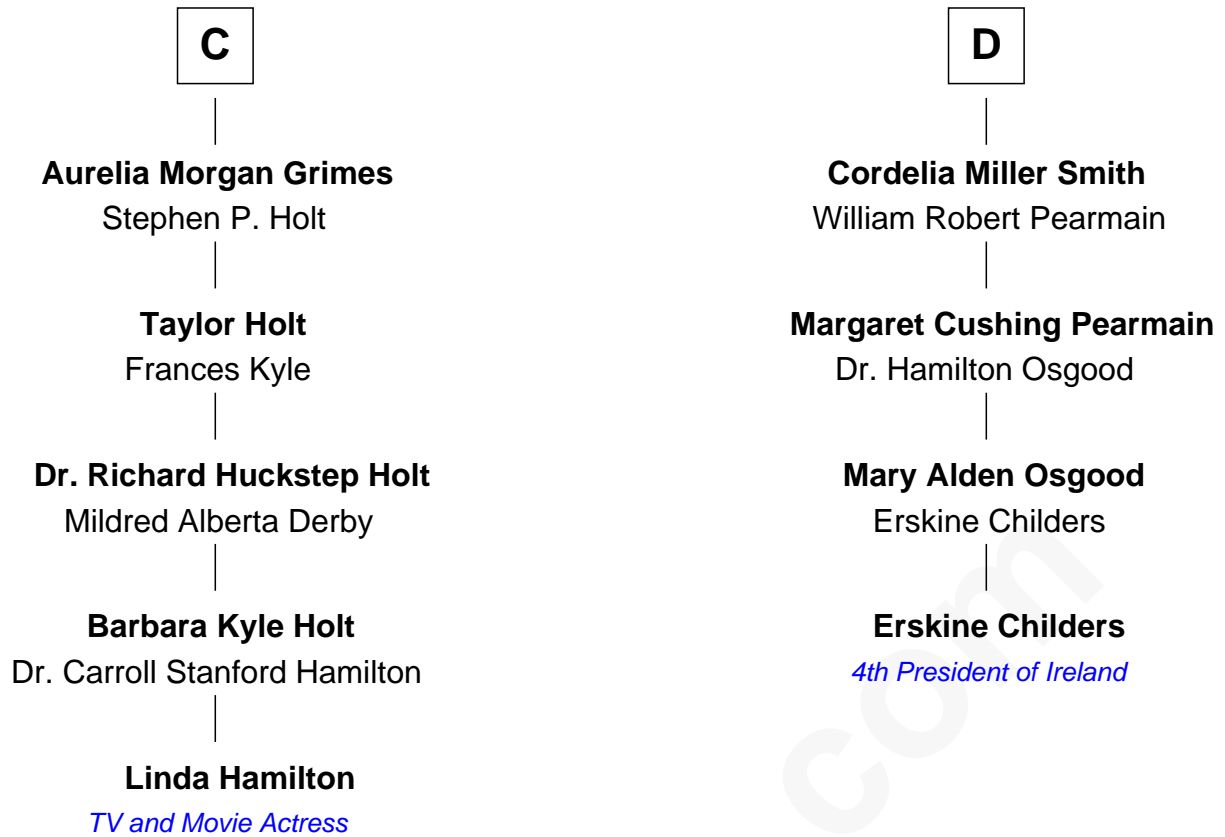 C
Aurelia Morgan Grimes
Stephen P. Holt
Taylor Holt
Frances Kyle
Dr. Richard Huckstep Holt
Mildred Alberta Derby
Barbara Kyle Holt
Dr. Carroll Stanford Hamilton
Linda Hamilton
TV and Movie Actress
D
Cordelia Miller Smith
William Robert Pearmain
Margaret Cushing Pearmain
Dr. Hamilton Osgood
Mary Alden Osgood
Erskine Childers
Erskine Childers
4th President of Ireland
com